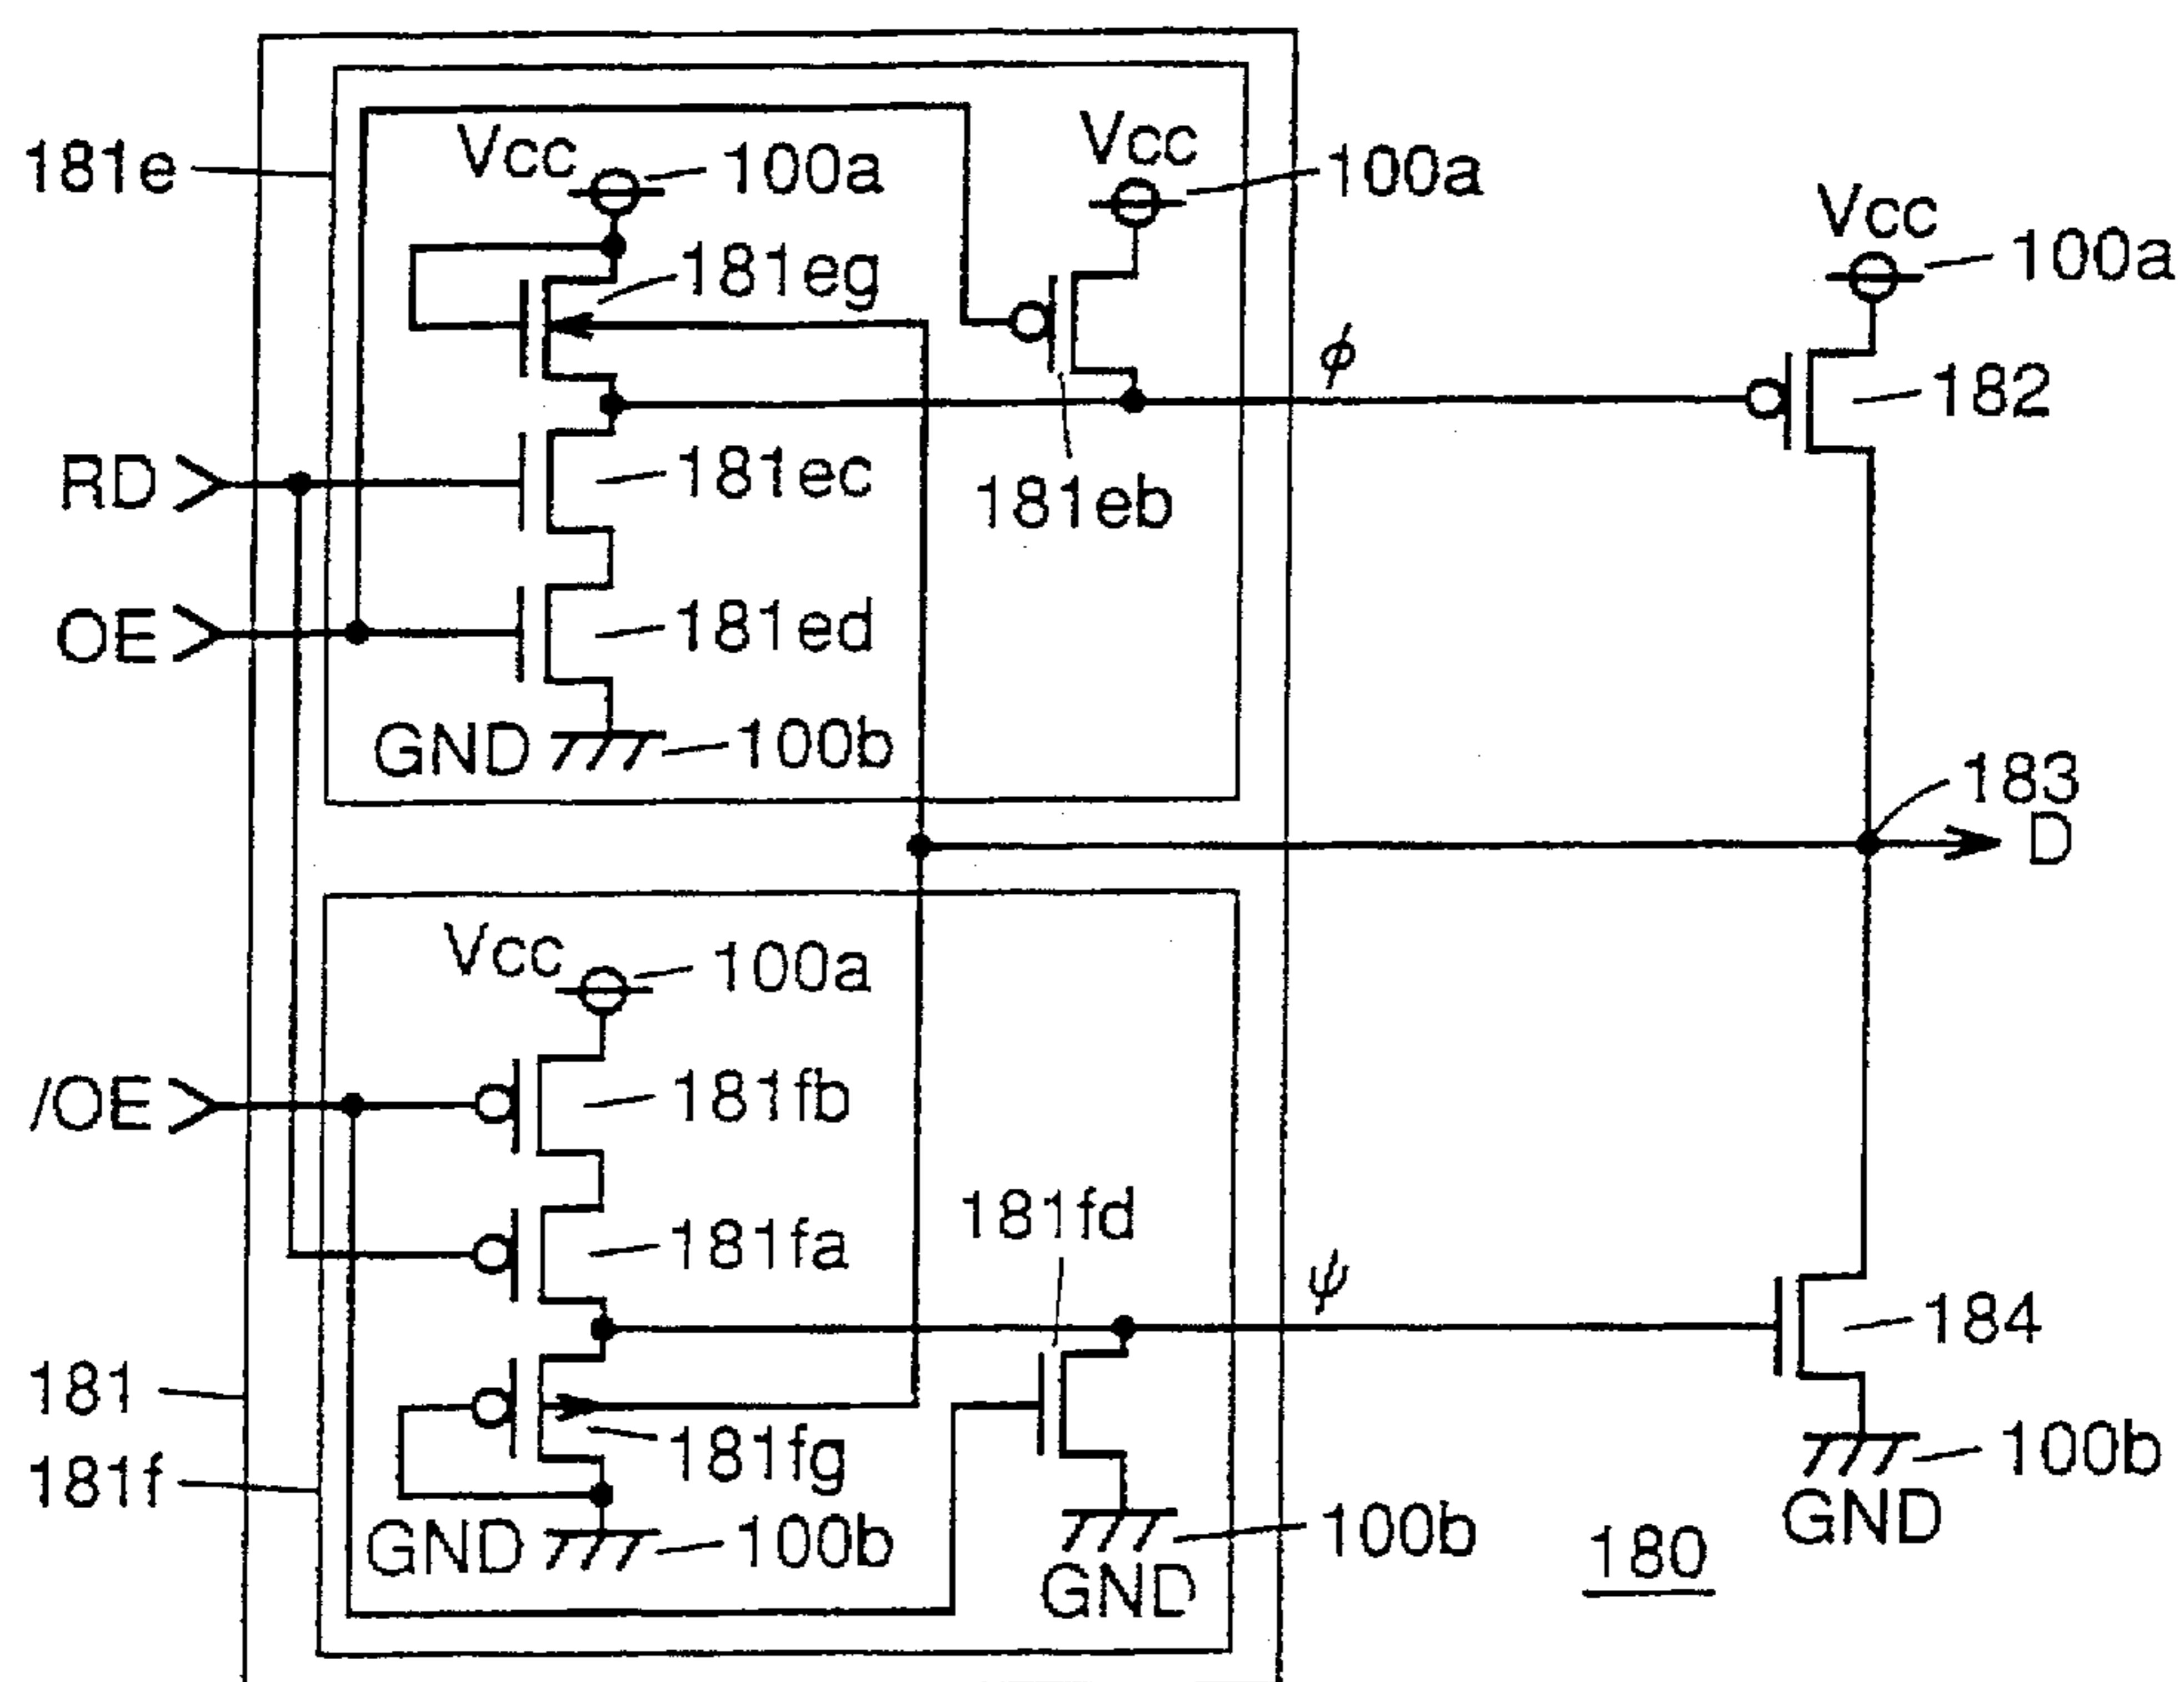 Vcc
Vcc
181e
100a
100a
Vcc
100a
181eg
ϕ
182
RD
181ec
181eb
OE
181ed
GND
100b
183
D
Vcc
100a
/OE
181fb
181fd
181fa
ψ
184
181
181fg
181f
100b
GND
100b
100b
GND
GND
180